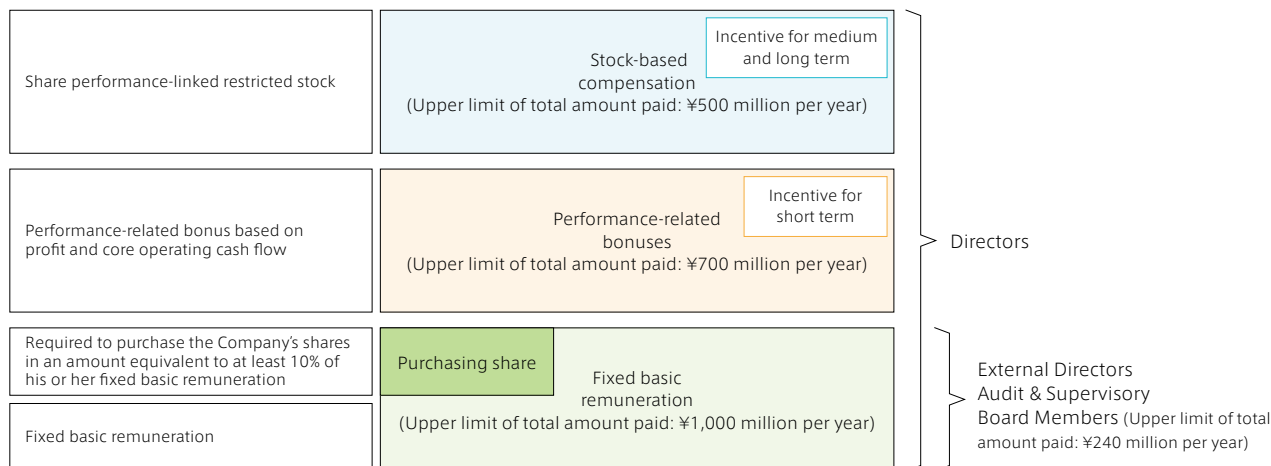 Share performance-linked restricted stock
Stock-based
compensation
(Upper limit of total amount paid: ¥500 million per year)
Incentive for medium
and long term
Performance-related bonus based on
profit and core operating cash flow
Performance-related
bonuses
(Upper limit of total amount paid: ¥700 million per year)
Incentive for
short term
Directors
Required to purchase the Company’s shares
in an amount equivalent to at least 10% of
his or her fixed basic remuneration
Purchasing share
Fixed basic remuneration
Fixed basic
remuneration
(Upper limit of total amount paid: ¥1,000 million per year)
External Directors
Audit & Supervisory
Board Members (Upper limit of total
amount paid: ¥240 million per year)